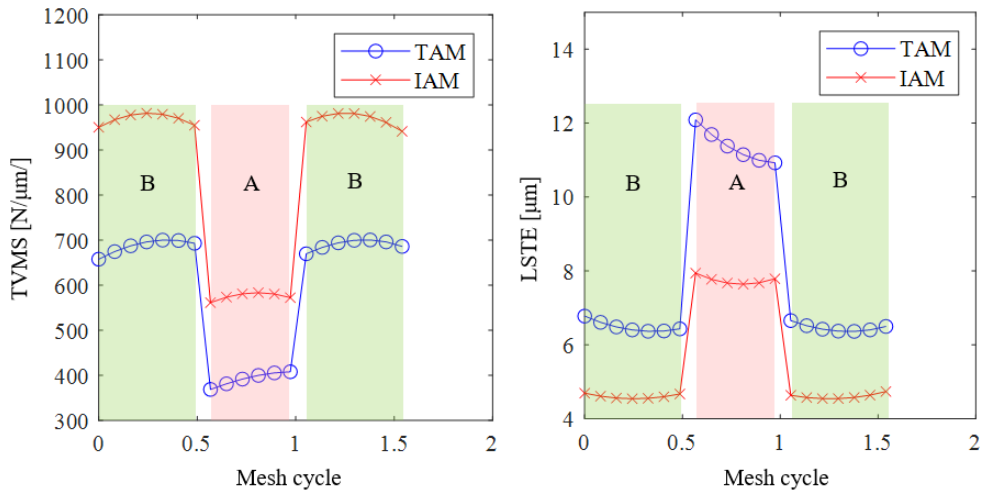 TVMS [N/μm/]
1200
1100
1000
900
800
700
600
500
400
300
0
0.5
1
1.5
2
Mesh cycle
TAM
IAM
B
A
B
LSTE [μm]
14
12
10
8
6
4
0
0.5
1
1.5
2
Mesh cycle
TAM
IAM
B
A
B